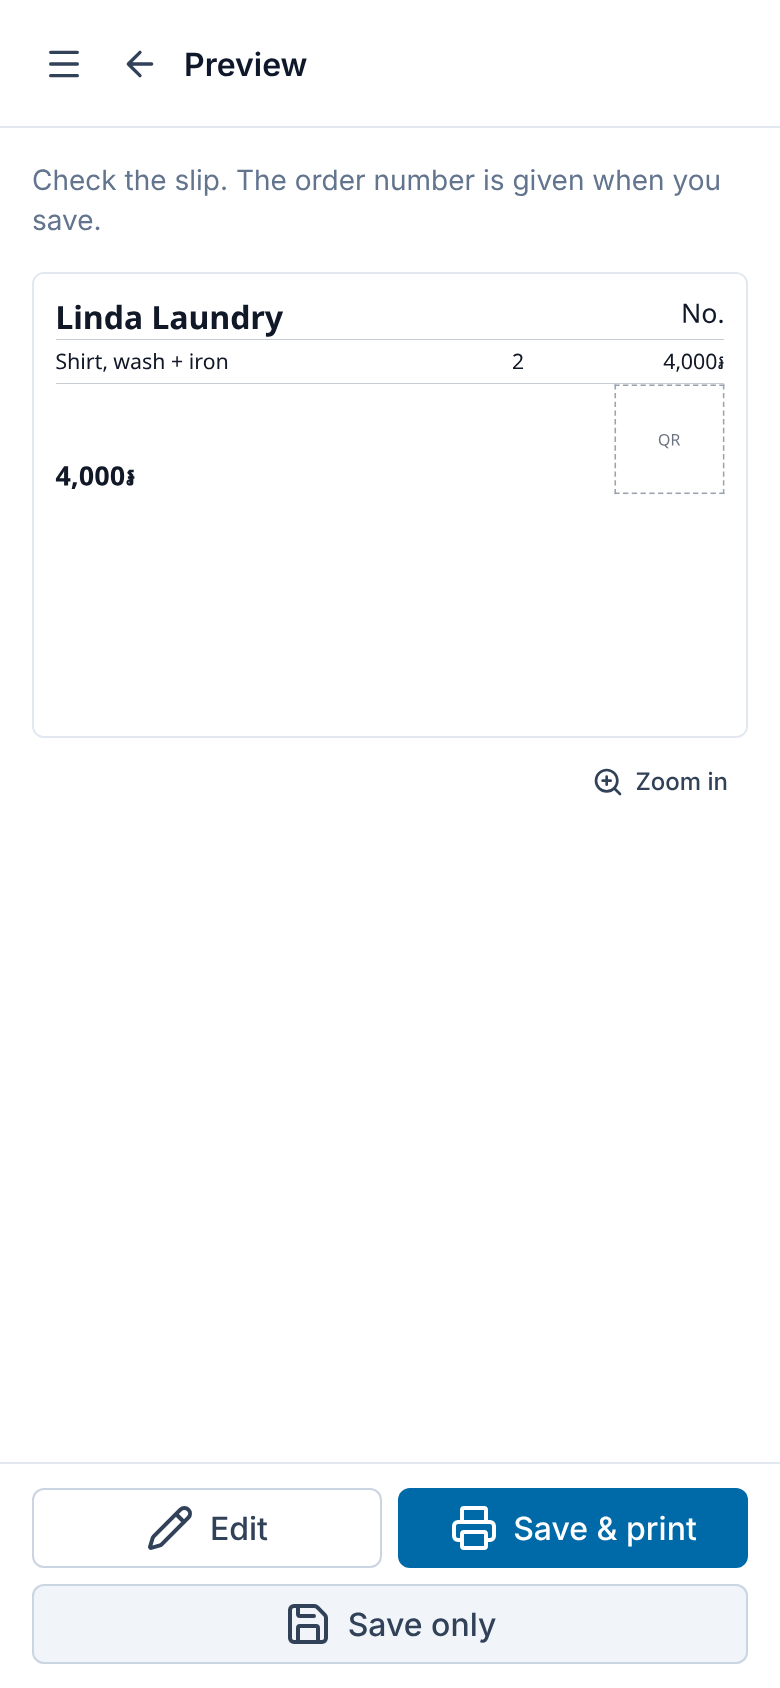 Preview
Check the slip. The order number is given when you
save.
Linda Laundry No.
Shirt, wash + iron 2 4,000៛
QR
4,000៛
Zoom in
Edit
Save & print
Save only